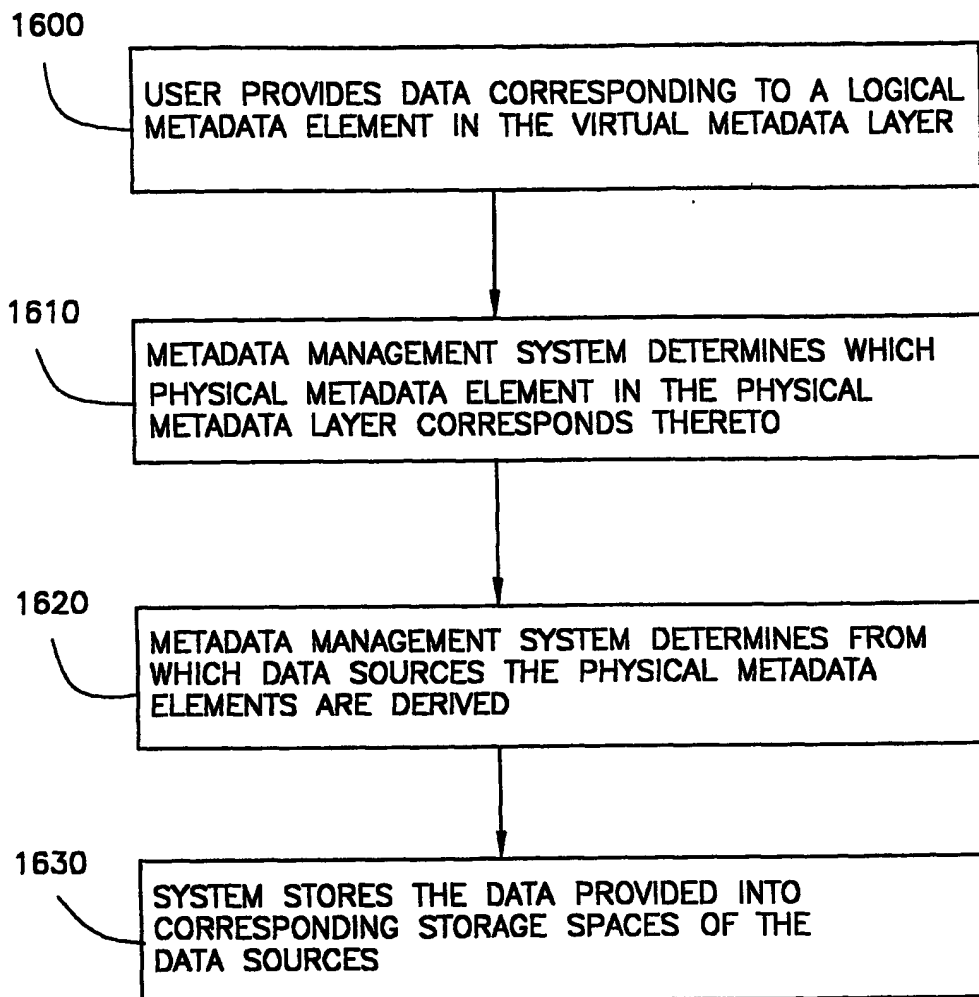 1600
USER PROVIDES DATA CORRESPONDING TO A LOGICAL
METADATA ELEMENT IN THE VIRTUAL METADATA LAYER
1610
METADATA MANAGEMENT SYSTEM DETERMINES WHICH
PHYSICAL METADATA ELEMENT IN THE PHYSICAL
METADATA LAYER CORRESPONDS THERETO
1620
METADATA MANAGEMENT SYSTEM DETERMINES FROM
WHICH DATA SOURCES THE PHYSICAL METADATA
ELEMENTS ARE DERIVED
1630
SYSTEM STORES THE DATA PROVIDED INTO
CORRESPONDING STORAGE SPACES OF THE
DATA SOURCES